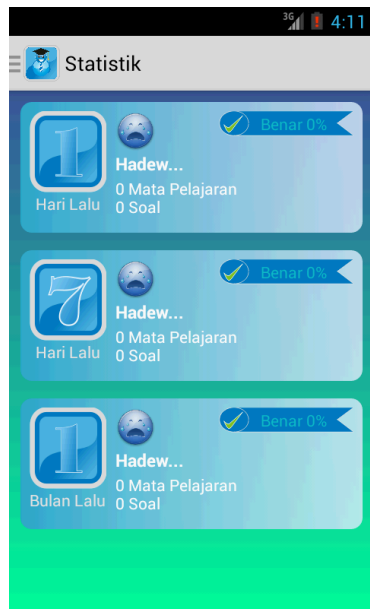 3G 4:11
Statistik
1
Hari Lalu
Benar 0%
Hadew...
0 Mata Pelajaran
0 Soal
7
Hari Lalu
Benar 0%
Hadew...
0 Mata Pelajaran
0 Soal
1
Bulan Lalu
Benar 0%
Hadew...
0 Mata Pelajaran
0 Soal